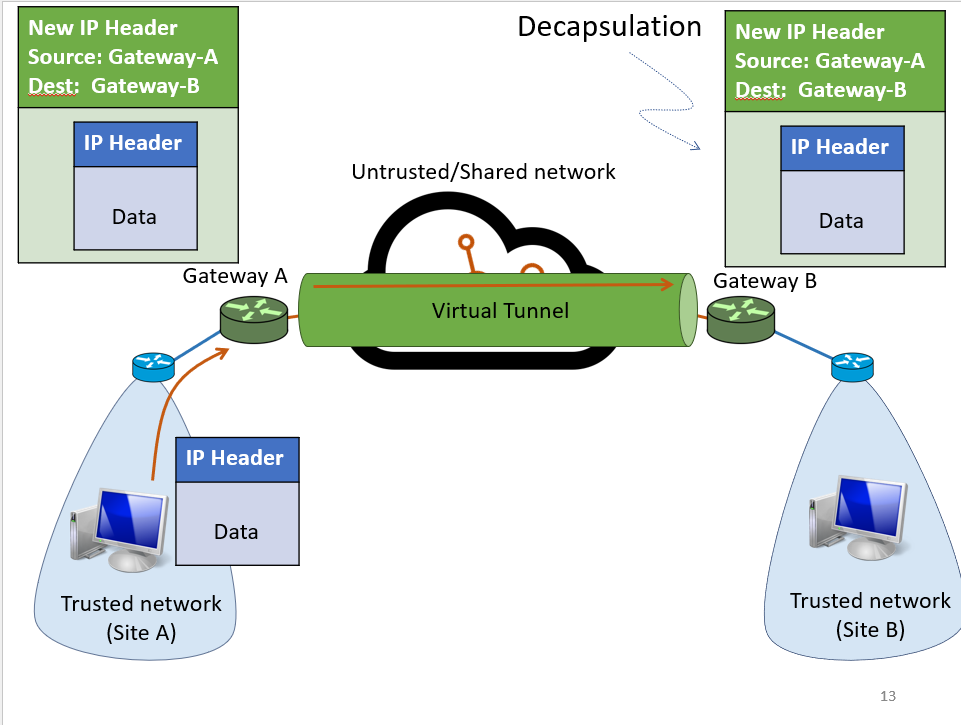 New IP Header
Source: Gateway-A
Dest:  Gateway-B
IP Header
Data
Decapsulation
New IP Header
Source: Gateway-A
Dest:  Gateway-B
IP Header
Data
Untrusted/Shared network
Gateway A
Gateway B
Virtual Tunnel
IP Header
Data
Trusted network
(Site A)
Trusted network
(Site B)
13